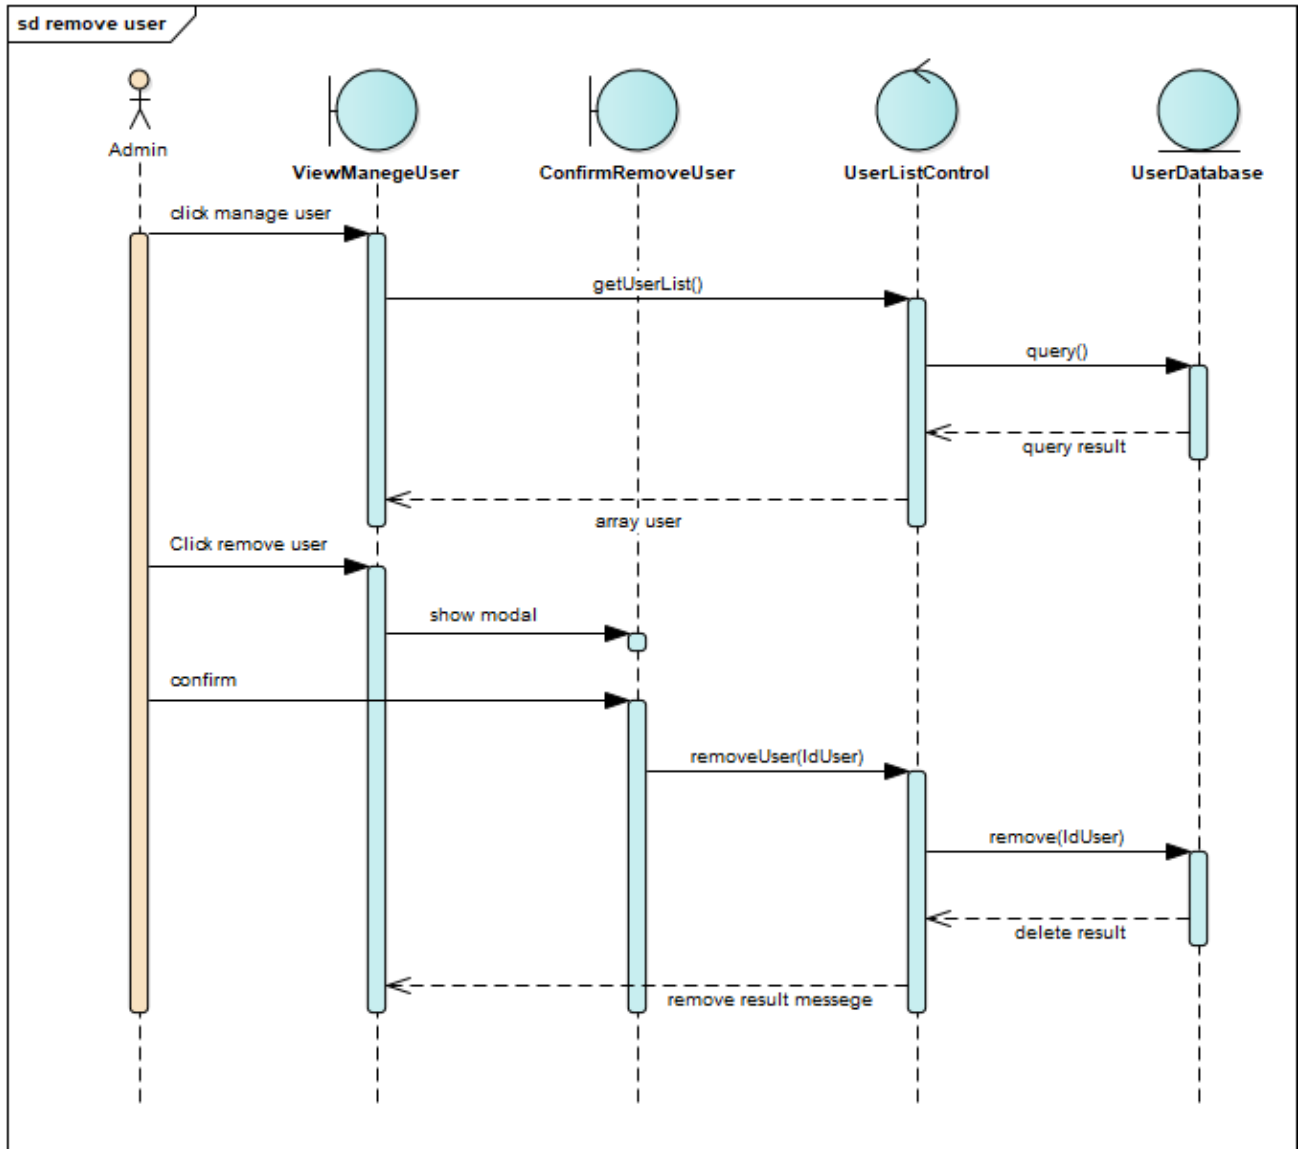 sd remove user
Admin
ViewManegeUser
ConfirmRemoveUser
UserListControl
UserDatabase
click manage user
getUserList()
query()
query result
array user
Click remove user
show modal
confirm
removeUser(IdUser)
remove(IdUser)
delete result
remove result messege